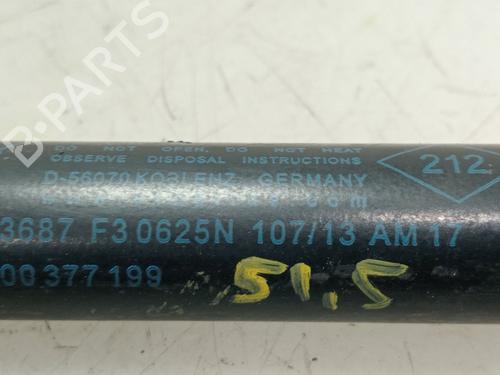 DO NOT OPEN, DO NOT HEAT
OBSERVE DISPOSAL INSTRUCTIONS
D-56070 KOBLENZ GERMANY
212
3687 F3 0625N 107/13 AM 17
00 377 199
51,5
B-PARTS